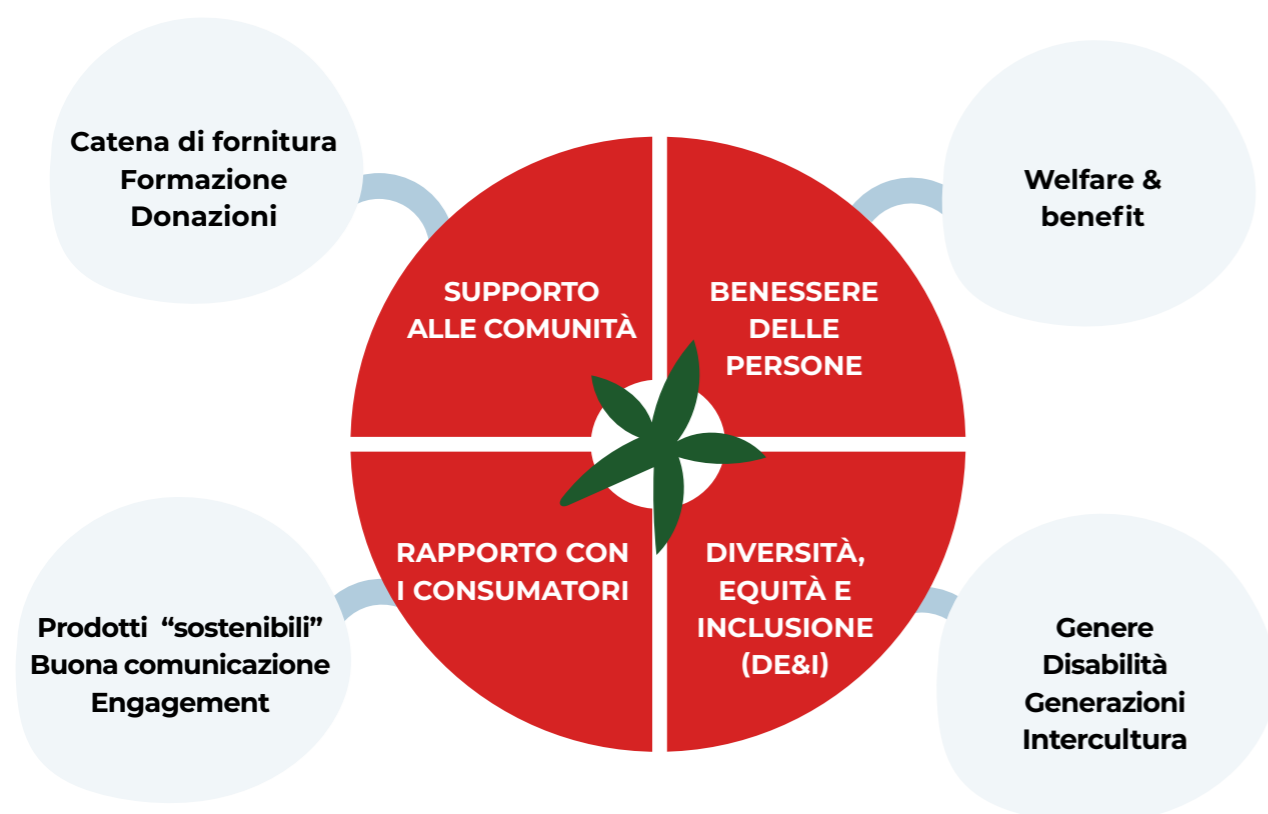 Catena di fornitura
Formazione
Donazioni
Welfare &
benefit
SUPPORTO
ALLE COMUNITÀ
BENESSERE
DELLE
PERSONE
RAPPORTO CON
I CONSUMATORI
DIVERSITÀ,
EQUITÀ E
INCLUSIONE
(DE&I)
Prodotti “sostenibili”
Buona comunicazione
Engagement
Genere
Disabilità
Generazioni
Intercultura